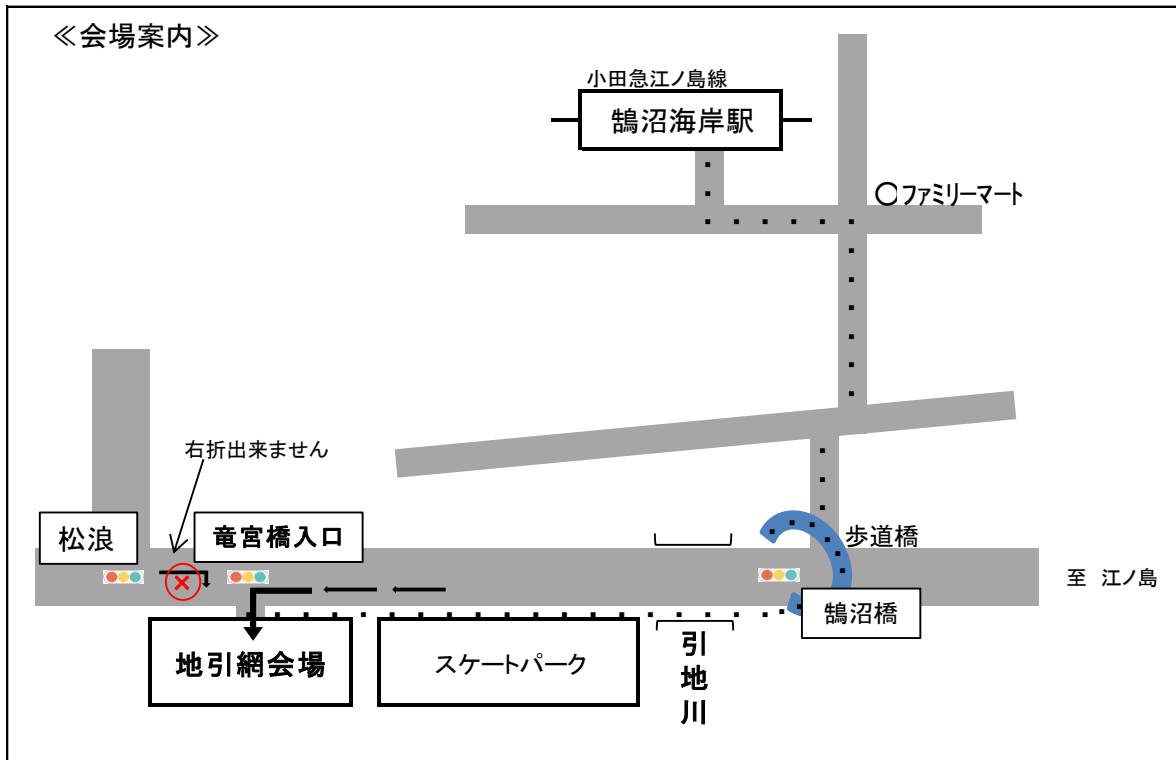 ≪会場案内≫
小田急江ノ島線
鵠沼海岸駅
〇ファミリーマート
右折出来ません
松浪
竜宮橋入口
歩道橋
至 江ノ島
鵠沼橋
地引網会場
スケートパーク
引地川